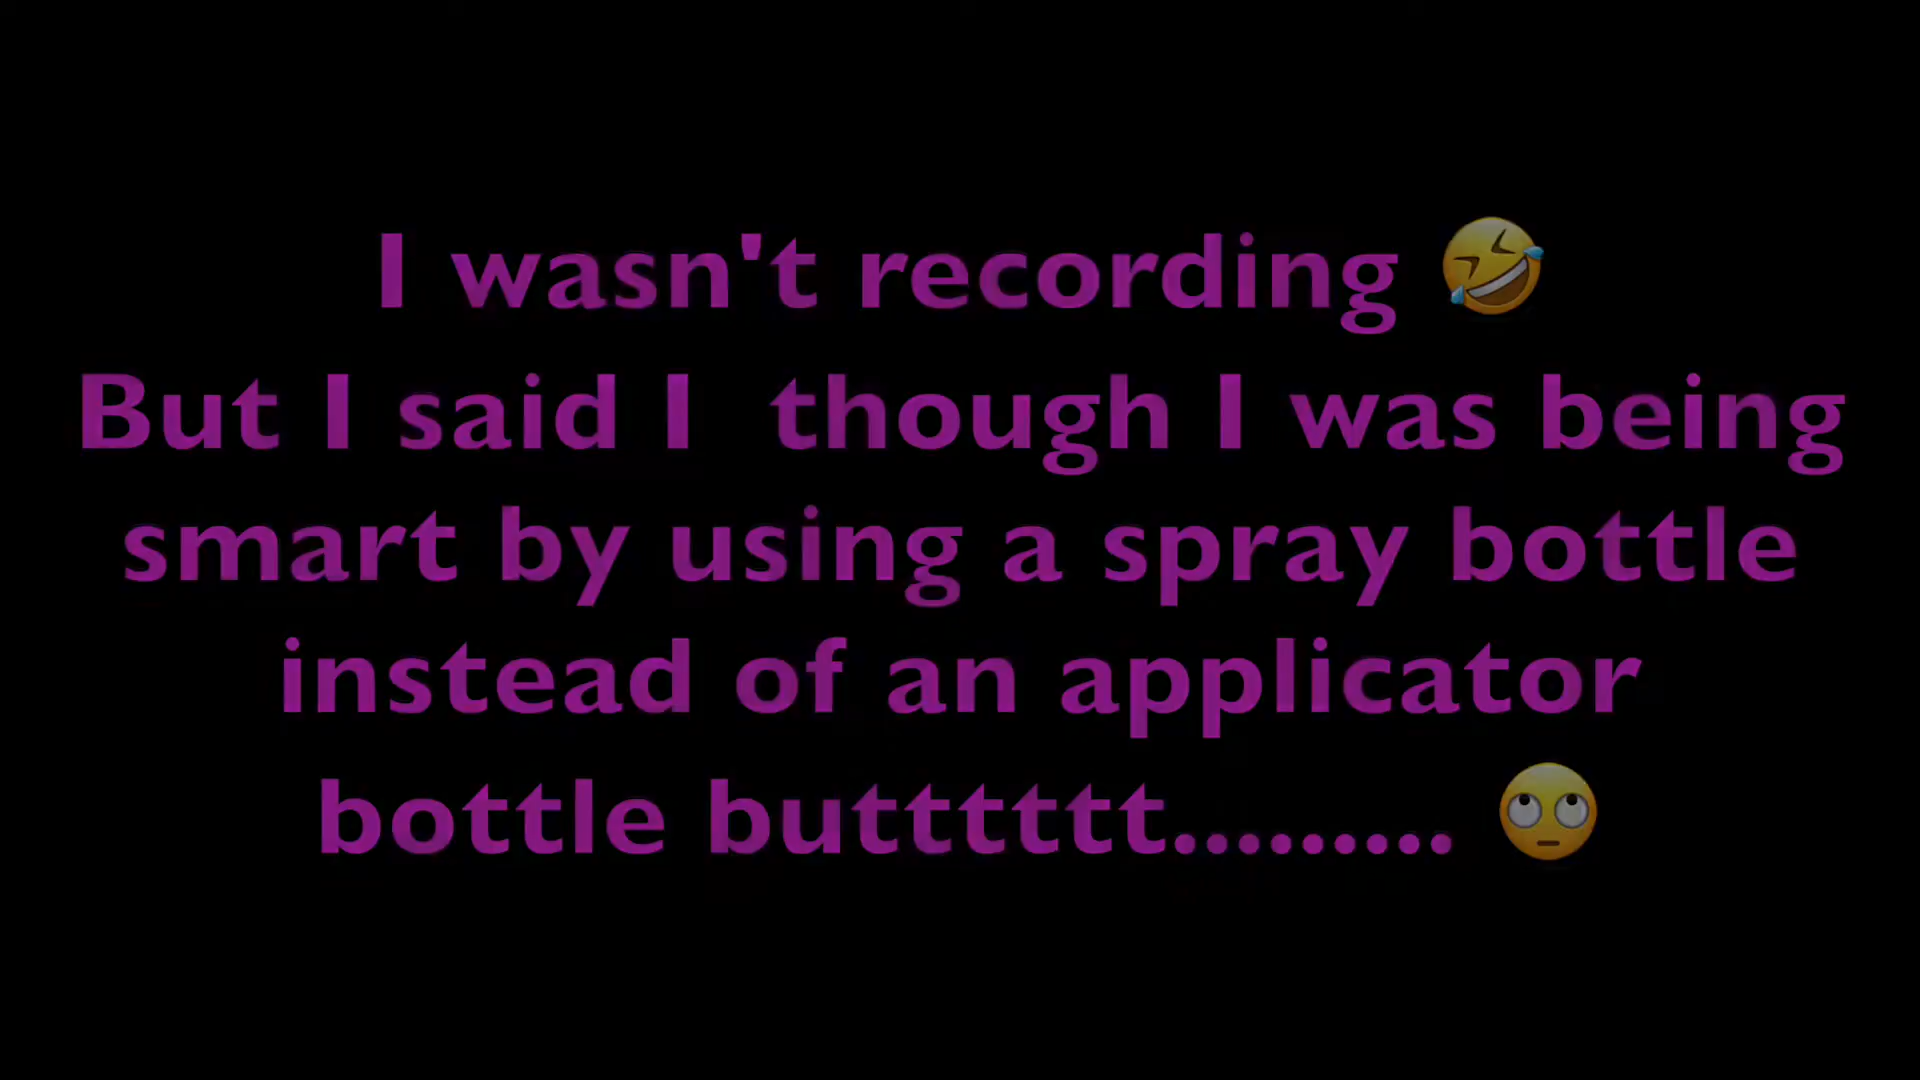 I wasn't recording 🤣
But I said I  though I was being
smart by using a spray bottle
instead of an applicator
bottle butttttt......... 🙄